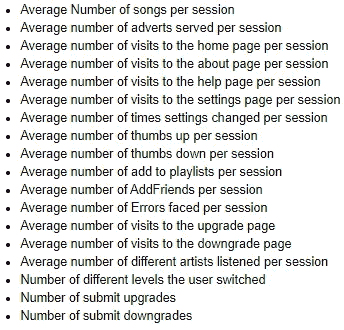 • Average Number of songs per session
• Average number of adverts served per session
• Average number of visits to the home page per session
• Average number of visits to the about page per session
• Average number of visits to the help page per session
• Average number of visits to the settings page per session
• Average number of times settings changed per session
• Average number of thumbs up per session
• Average number of thumbs down per session
• Average number of add to playlists per session
• Average number of AddFriends per session
• Average number of Errors faced per session
• Average number of visits to the upgrade page
• Average number of visits to the downgrade page
• Average number of different artists listened per session
• Number of different levels the user switched
• Number of submit upgrades
• Number of submit downgrades